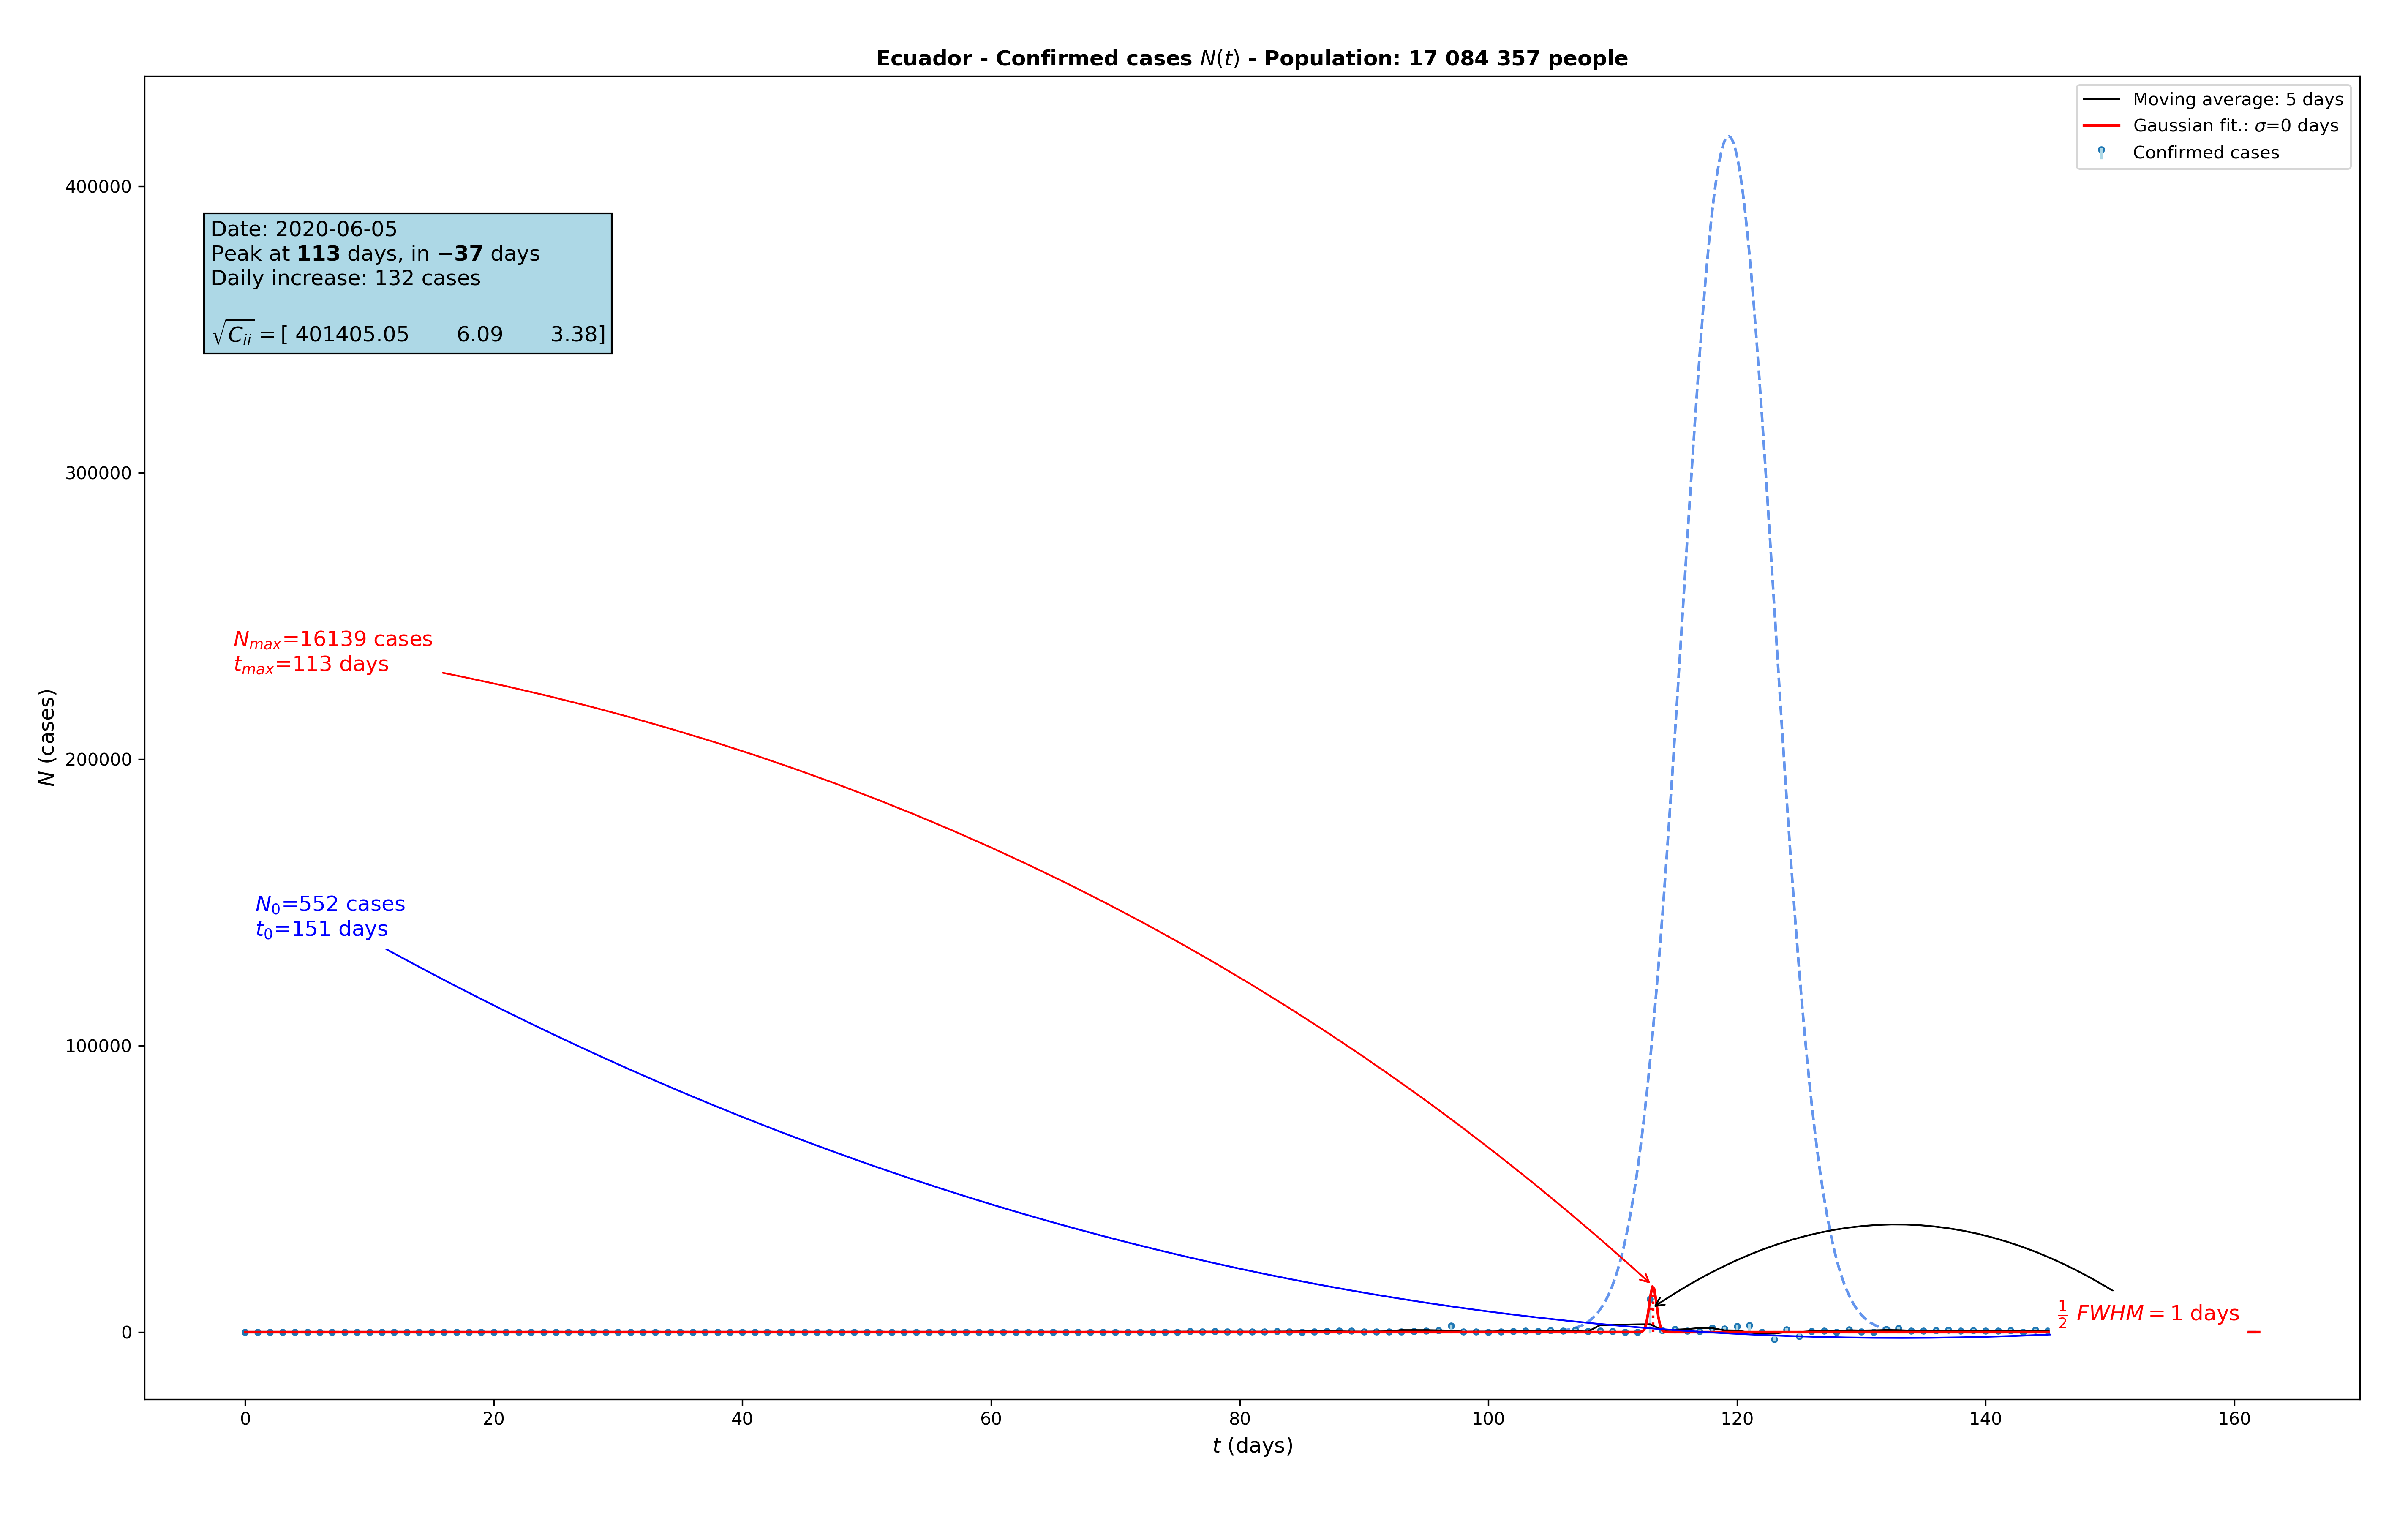 Ecuador - Confirmed cases N(t) - Population: 17 084 357 people
Moving average: 5 days
Gaussian fit.: σ=0 days
Confirmed cases
Date: 2020-06-05
Peak at 113 days, in −37 days
Daily increase: 132 cases
√C_ii = [ 401405.05 6.09 3.38]
N_max=16139 cases
t_max=113 days
N_0=552 cases
t_0=151 days
½ FWHM = 1 days
N (cases)
400000
300000
200000
100000
0
0 20 40 60 80 100 120 140 160
t (days)